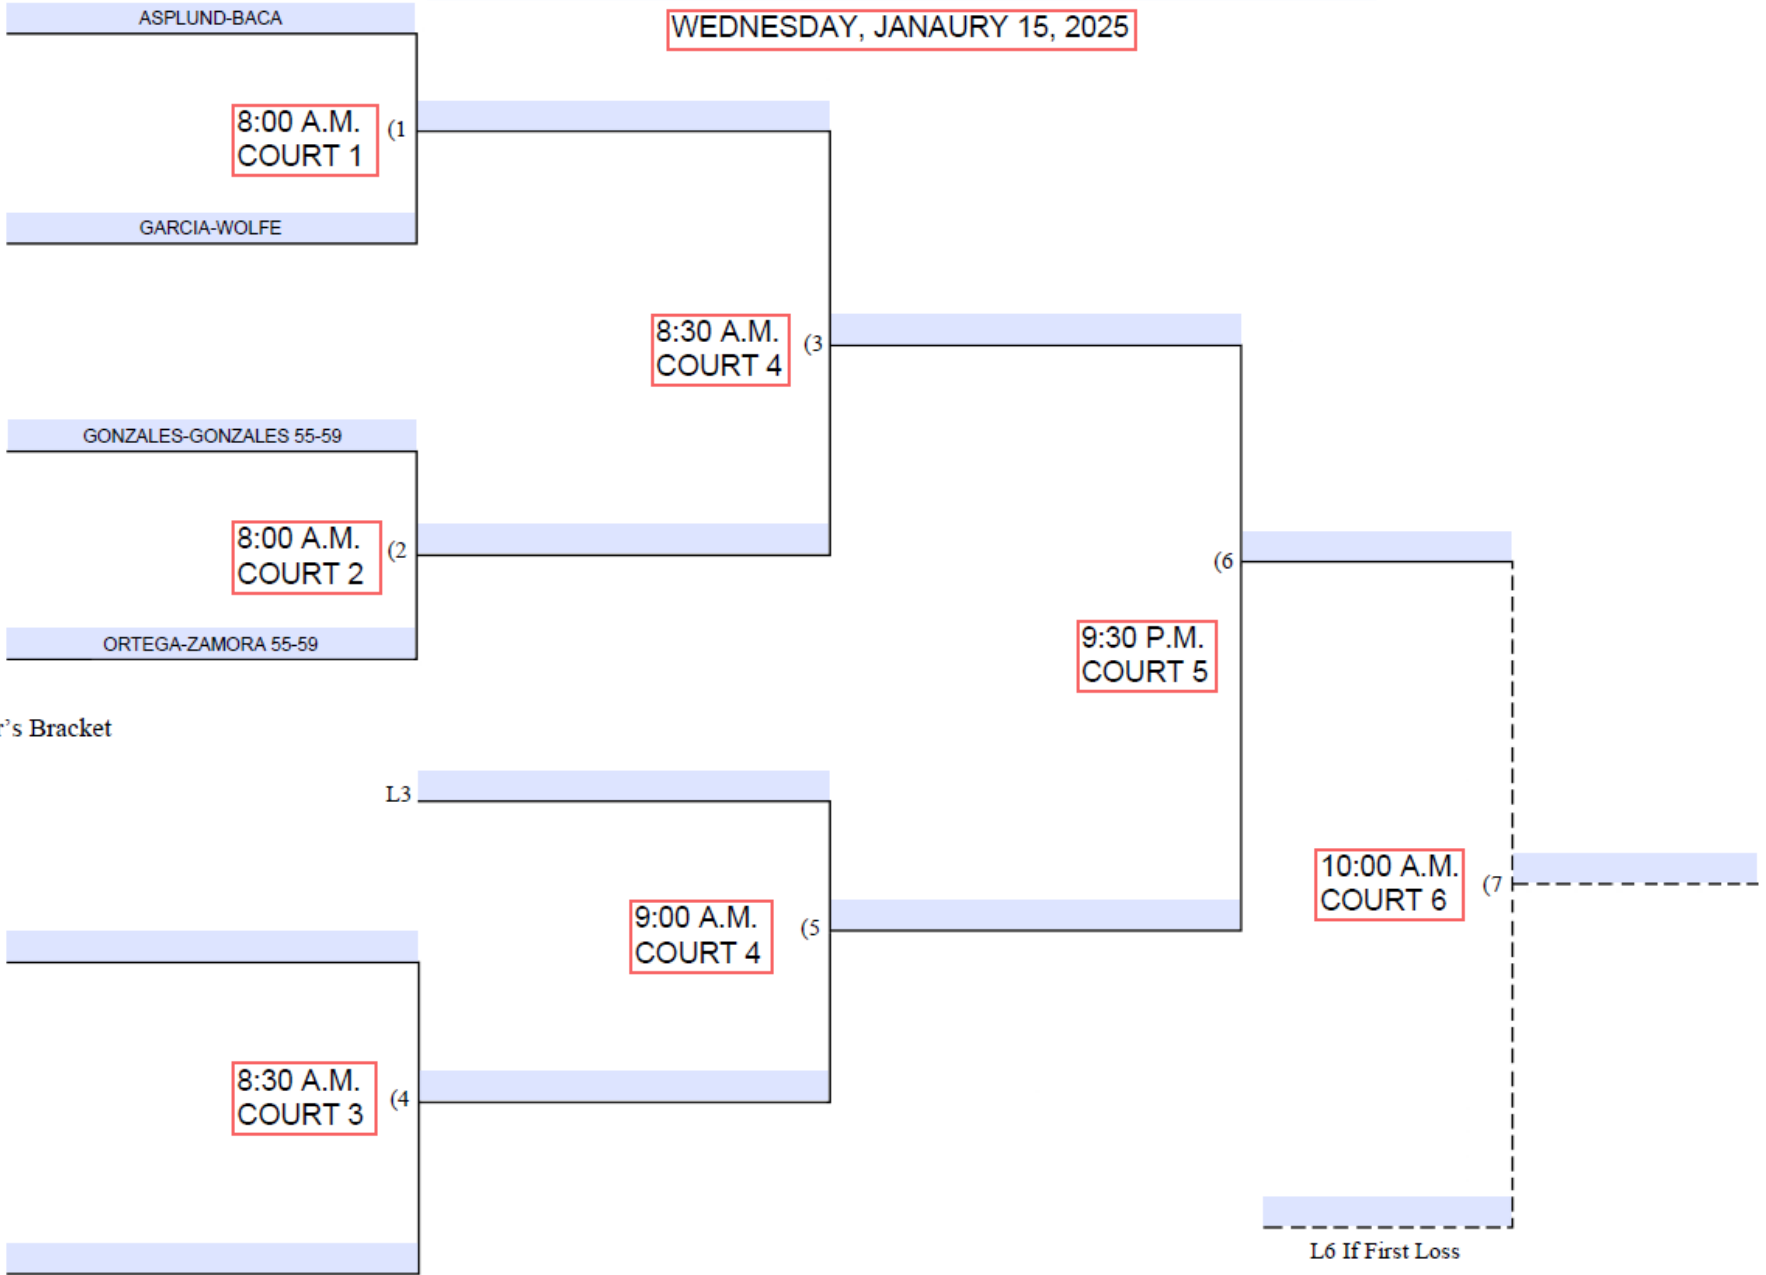 ASPLUND-BACA
WEDNESDAY, JANAURY 15, 2025
8:00 A.M.
COURT 1
(1
GARCIA-WOLFE
8:30 A.M.
COURT 4
(3
GONZALES-GONZALES 55-59
8:00 A.M.
COURT 2
(2
(6
ORTEGA-ZAMORA 55-59
9:30 P.M.
COURT 5
r's Bracket
L3
10:00 A.M.
COURT 6
(7
9:00 A.M.
COURT 4
(5
8:30 A.M.
COURT 3
(4
L6 If First Loss